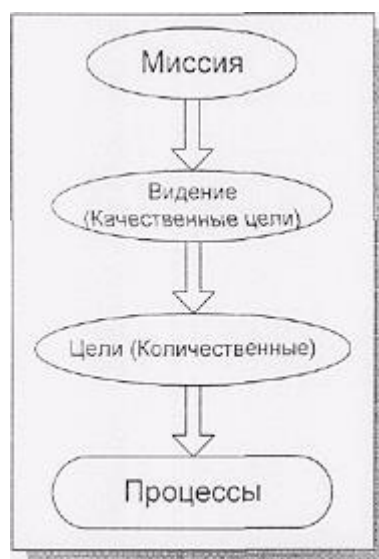 Миссия
Видение
(Качественные цели)
Цели (Количественные)
Процессы